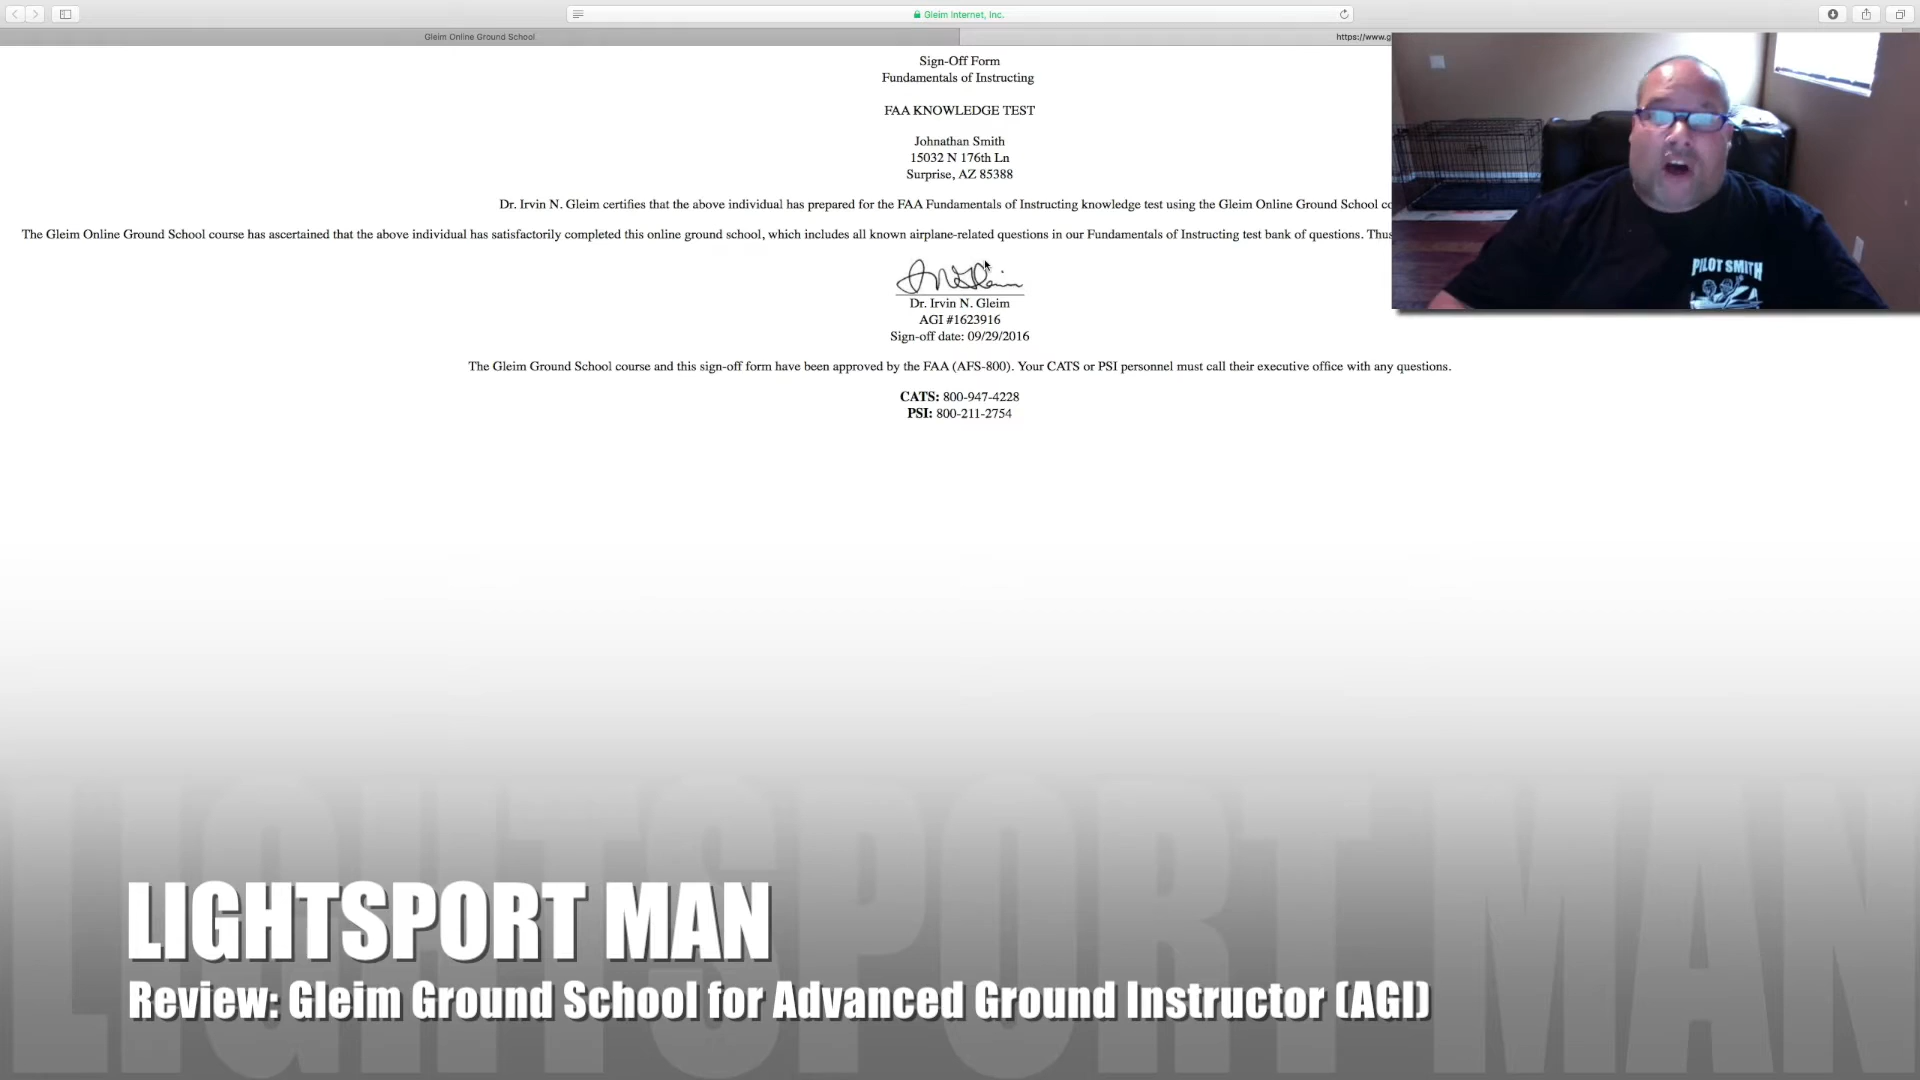 Gleim Internet, Inc.
Gleim Online Ground School
https://www.g
Sign-Off Form
Fundamentals of Instructing
FAA KNOWLEDGE TEST
Johnathan Smith
15032 N 176th Ln
Surprise, AZ 85388
Dr. Irvin N. Gleim certifies that the above individual has prepared for the FAA Fundamentals of Instructing knowledge test using the Gleim Online Ground School co
The Gleim Online Ground School course has ascertained that the above individual has satisfactorily completed this online ground school, which includes all known airplane-related questions in our Fundamentals of Instructing test bank of questions. Thus
Dr. Irvin N. Gleim
AGI #1623916
Sign-off date: 09/29/2016
The Gleim Ground School course and this sign-off form have been approved by the FAA (AFS-800). Your CATS or PSI personnel must call their executive office with any questions.
CATS: 800-947-4228
PSI: 800-211-2754
PILOT SMITH
LIGHTSPORT MAN
LIGHTSPORT MAN
Review: Gleim Ground School for Advanced Ground Instructor (AGI)